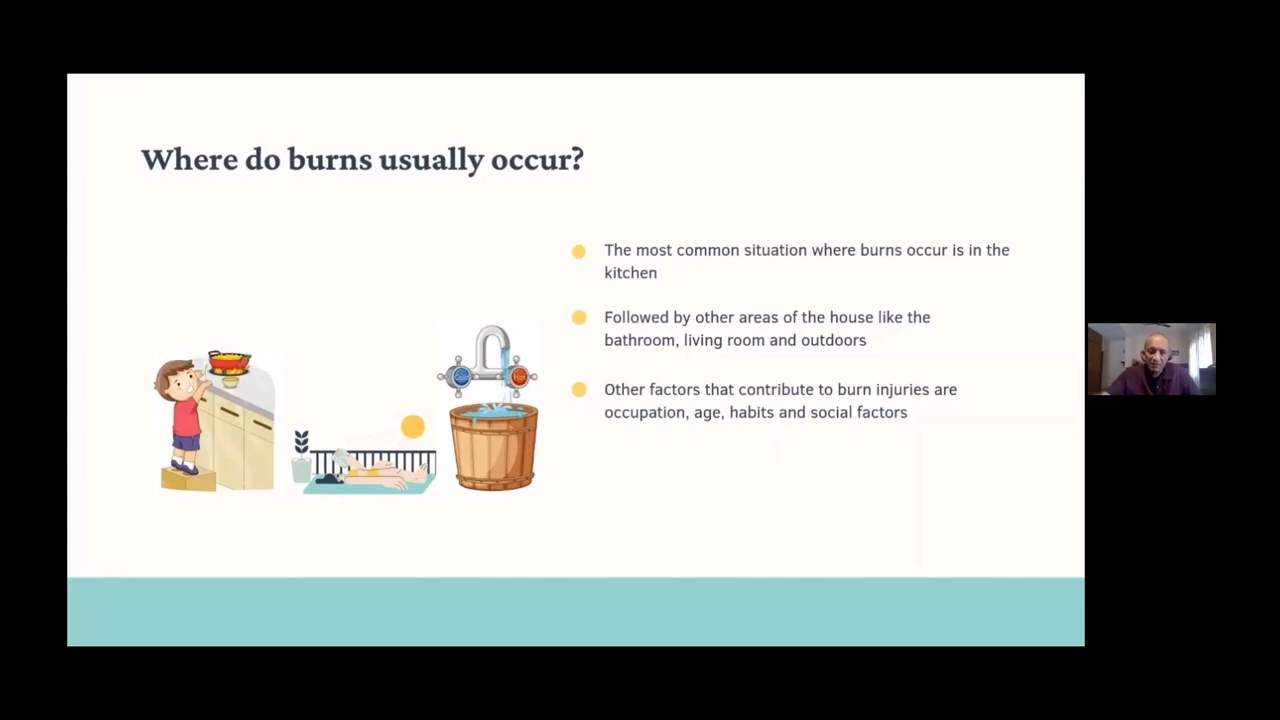 Where do burns usually occur?
The most common situation where burns occur is in the
kitchen
Followed by other areas of the house like the
bathroom, living room and outdoors
Other factors that contribute to burn injuries are
occupation, age, habits and social factors
Cold
Hot